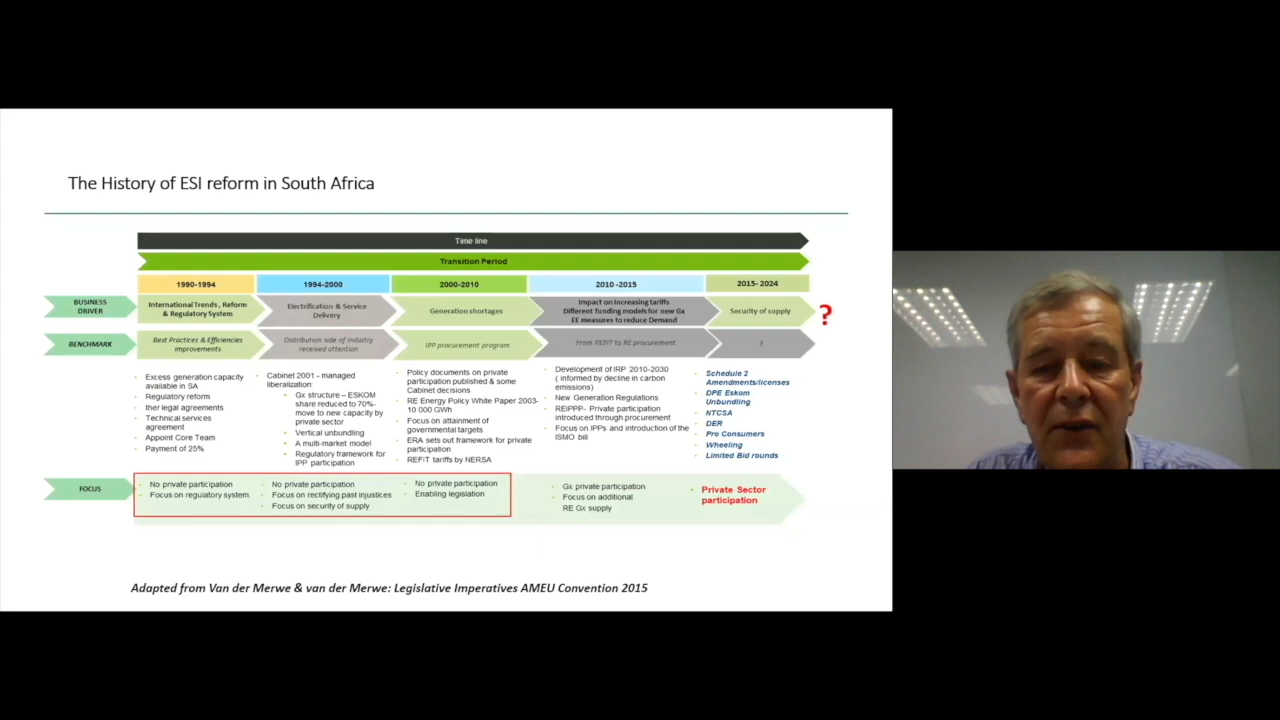 The History of ESI reform in South Africa
Time line
Transition Period
1990-1994
1994-2000
2000-2010
2010-2015
2015- 2024
BUSINESS
DRIVER
International Trends , Reform
& Regulatory System
Electrification & Service
Delivery
Generation shortages
Impact on Increasing tariffs
Different funding models for new Gx
EE measures to reduce Demand
Security of supply
?
BENCHMARK
Best Practices & Efficiencies
improvements
Distribution side of industry
received attention
IPP procurement program
From REFIT to RE procurement
?
• Excess generation capacity
available in SA
• Regulatory reform
• ther legal agreements
• Technical services
agreement
• Appoint Core Team
• Payment of 25%
• Cabinet 2001 - managed
liberalization:
• Gx structure – ESKOM
share reduced to 70%-
move to new capacity by
private sector
• Vertical unbundling
• A multi-market model
• Regulatory framework for
IPP participation
• Policy documents on private
participation published & some
Cabinet decisions
• RE Energy Policy White Paper 2003-
10 000 GWh
• Focus on attainment of
governmental targets
• ERA sets out framework for private
participation
• REFIT tariffs by NERSA
• Development of IRP 2010-2030
( informed by decline in carbon
emissions)
• New Generation Regulations
• REIPPP- Private participation
introduced through procurement
• Focus on IPPs and introduction of the
ISMO bill
• Schedule 2
Amendments/licenses
• DPE Eskom
Unbundling
• NTCSA
• DER
• Pro Consumers
• Wheeling
• Limited Bid rounds
FOCUS
• No private participation
• Focus on regulatory system.
• No private participation
• Focus on rectifying past injustices
• Focus on security of supply
• No private participation
• Enabling legislation
• Gx private participation
• Focus on additional
RE Gx supply
• Private Sector
participation
Adapted from Van der Merwe & van der Merwe: Legislative Imperatives AMEU Convention 2015